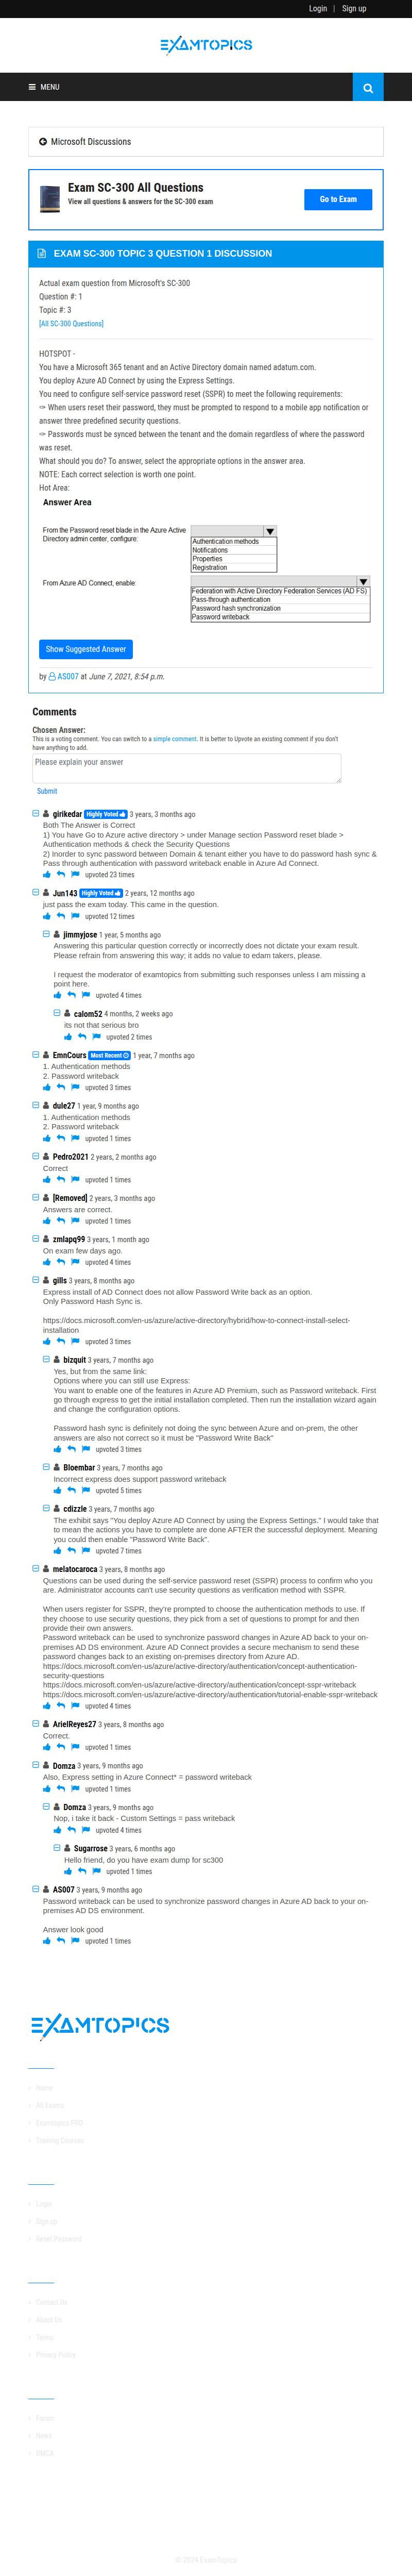 Login | Sign up
EXAMTOPICS
MENU
Microsoft Discussions
Exam SC-300 All Questions
View all questions & answers for the SC-300 exam
Go to Exam
EXAM SC-300 TOPIC 3 QUESTION 1 DISCUSSION
Actual exam question from Microsoft's SC-300
Question #: 1
Topic #: 3
[All SC-300 Questions]
HOTSPOT -
You have a Microsoft 365 tenant and an Active Directory domain named adatum.com.
You deploy Azure AD Connect by using the Express Settings.
You need to configure self-service password reset (SSPR) to meet the following requirements:
✑ When users reset their password, they must be prompted to respond to a mobile app notification or
answer three predefined security questions.
✑ Passwords must be synced between the tenant and the domain regardless of where the password
was reset.
What should you do? To answer, select the appropriate options in the answer area.
NOTE: Each correct selection is worth one point.
Hot Area:
Answer Area
From the Password reset blade in the Azure Active
Directory admin center, configure:
Authentication methods
Notifications
Properties
Registration
From Azure AD Connect, enable:
Federation with Active Directory Federation Services (AD FS)
Pass-through authentication
Password hash synchronization
Password writeback
Show Suggested Answer
by AS007 at June 7, 2021, 8:54 p.m.
Comments
Chosen Answer:
This is a voting comment. You can switch to a simple comment. It is better to Upvote an existing comment if you don't
have anything to add.
Please explain your answer
Submit
girikedar Highly Voted 3 years, 3 months ago
Both The Answer is Correct
1) You have Go to Azure active directory > under Manage section Password reset blade >
Authentication methods & check the Security Questions
2) Inorder to sync password between Domain & tenant either you have to do password hash sync &
Pass through authentication with password writeback enable in Azure Ad Connect.
upvoted 23 times
Jun143 Highly Voted 2 years, 12 months ago
just pass the exam today. This came in the question.
upvoted 12 times
jimmyjose 1 year, 5 months ago
Answering this particular question correctly or incorrectly does not dictate your exam result.
Please refrain from answering this way; it adds no value to edam takers, please.
I request the moderator of examtopics from submitting such responses unless I am missing a
point here.
upvoted 4 times
calom52 4 months, 2 weeks ago
its not that serious bro
upvoted 2 times
EmnCours Most Recent 1 year, 7 months ago
1. Authentication methods
2. Password writeback
upvoted 3 times
dule27 1 year, 9 months ago
1. Authentication methods
2. Password writeback
upvoted 1 times
Pedro2021 2 years, 2 months ago
Correct
upvoted 1 times
[Removed] 2 years, 3 months ago
Answers are correct.
upvoted 1 times
zmlapq99 3 years, 1 month ago
On exam few days ago.
upvoted 4 times
gills 3 years, 8 months ago
Express install of AD Connect does not allow Password Write back as an option.
Only Password Hash Sync is.
https://docs.microsoft.com/en-us/azure/active-directory/hybrid/how-to-connect-install-select-
installation
upvoted 3 times
bizquit 3 years, 7 months ago
Yes, from the same link:
Options where you can still use Express:
You want to enable one of the features in Azure AD Premium, such as Password writeback. First
go through express to get the initial installation completed. Then run the installation wizard again
and change the configuration options.
Password hash sync is definitely not doing the sync between Azure and on-prem, the other
answers are also not correct so it must be "Password Write Back"
upvoted 3 times
Bloembar 3 years, 7 months ago
Incorrect express does support password writeback
upvoted 5 times
cdizzle 3 years, 7 months ago
The exhibit says "You deploy Azure AD Connect by using the Express Settings." I would take that
to mean the actions you have to complete are done AFTER the successful deployment. Meaning
you could then enable "Password Write Back".
upvoted 7 times
melatocaroca 3 years, 8 months ago
Questions can be used during the self-service password reset (SSPR) process to confirm who you
are. Administrator accounts can't use security questions as verification method with SSPR.
When users register for SSPR, they're prompted to choose the authentication methods to use. If
they choose to use security questions, they pick from a set of questions to prompt for and then
provide their own answers.
Password writeback can be used to synchronize password changes in Azure AD back to your on-
premises AD DS environment. Azure AD Connect provides a secure mechanism to send these
password changes back to an existing on-premises directory from Azure AD.
https://docs.microsoft.com/en-us/azure/active-directory/authentication/concept-authentication-
security-questions
https://docs.microsoft.com/en-us/azure/active-directory/authentication/concept-sspr-writeback
https://docs.microsoft.com/en-us/azure/active-directory/authentication/tutorial-enable-sspr-writeback
upvoted 4 times
ArielReyes27 3 years, 8 months ago
Correct.
upvoted 1 times
Domza 3 years, 9 months ago
Also, Express setting in Azure Connect* = password writeback
upvoted 1 times
Domza 3 years, 9 months ago
Nop, i take it back - Custom Settings = pass writeback
upvoted 4 times
Sugarrose 3 years, 6 months ago
Hello friend, do you have exam dump for sc300
upvoted 1 times
AS007 3 years, 9 months ago
Password writeback can be used to synchronize password changes in Azure AD back to your on-
premises AD DS environment.
Answer look good
upvoted 1 times
EXAMTOPICS
Home
All Exams
Examtopics PRO
Training Courses
Login
Sign up
Reset Password
Contact Us
About Us
Terms
Privacy Policy
Forum
News
DMCA
© 2024 ExamTopics